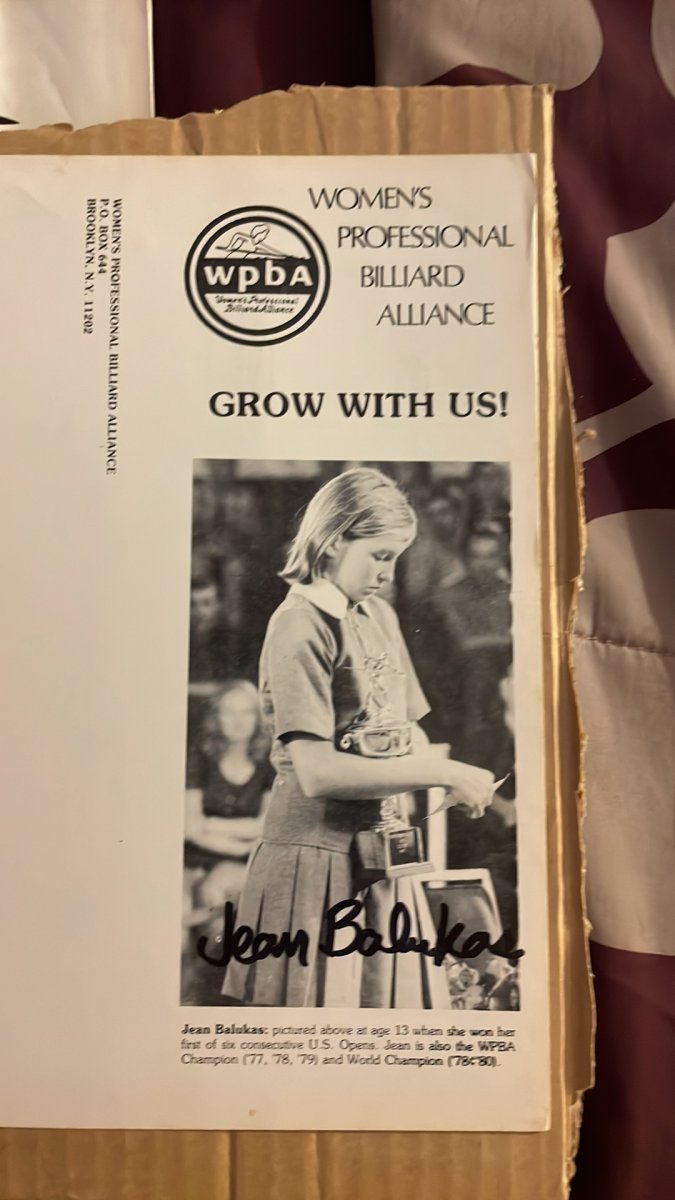 WOMEN'S PROFESSIONAL BILLIARD ALLIANCE
P.O. BOX 644
BROOKLYN, N.Y. 11202
WOMEN'S
PROFESSIONAL
BILLIARD
ALLIANCE
wpba
Women's Professional
Billiard Alliance
GROW WITH US!
Jean Balukas
Jean Balukas: pictured above at age 13 when she won her
first of six consecutive U.S. Opens. Jean is also the WPBA
Champion ('77, '78, '79) and World Champion ('78¢'80).